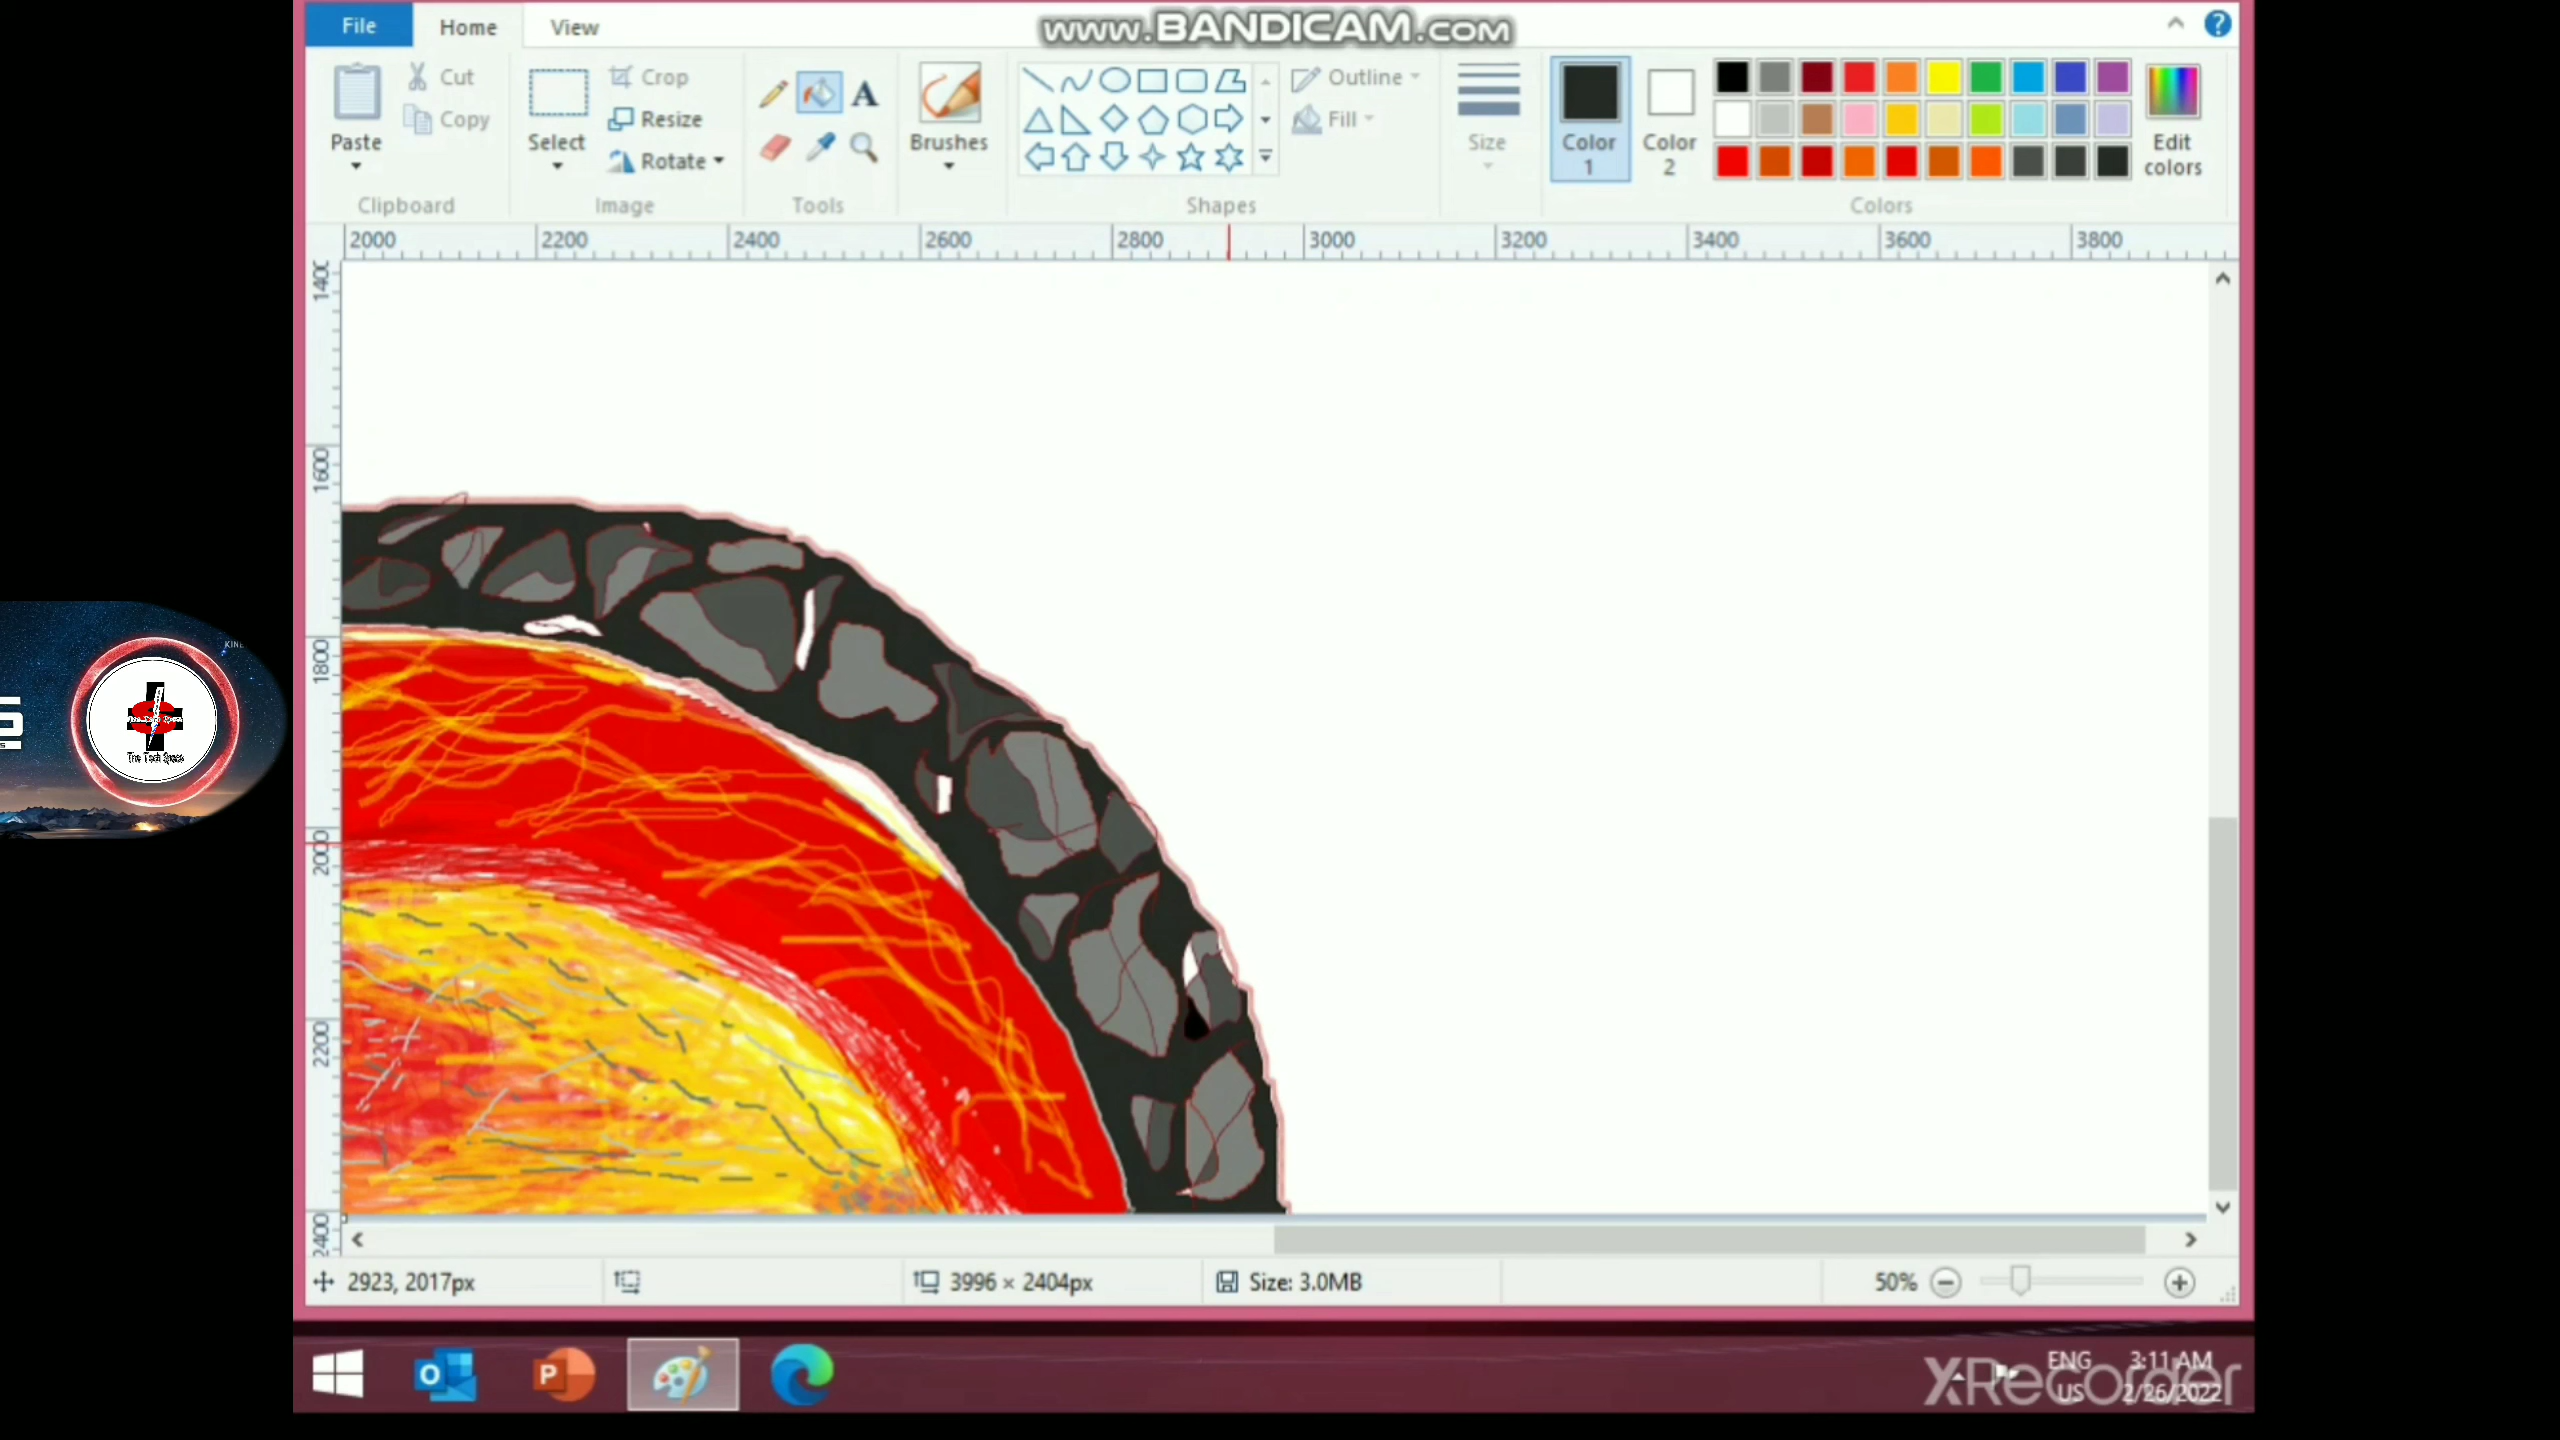 www.BANDICAM.com
File
Home
View
Cut
Copy
Paste
Clipboard
Crop
Resize
Rotate
Select
Image
Tools
Brushes
Outline
Fill
Shapes
Size
Color
1
Color
2
Edit
colors
Colors
2000
2200
2400
2600
2800
3000
3200
3400
3600
3800
1600
1800
2000
2200
2400
The Tech Space
2923, 2017px
3996 × 2404px
Size: 3.0MB
50%
ENG
US
3:11 AM
2/26/2022
XRecorder